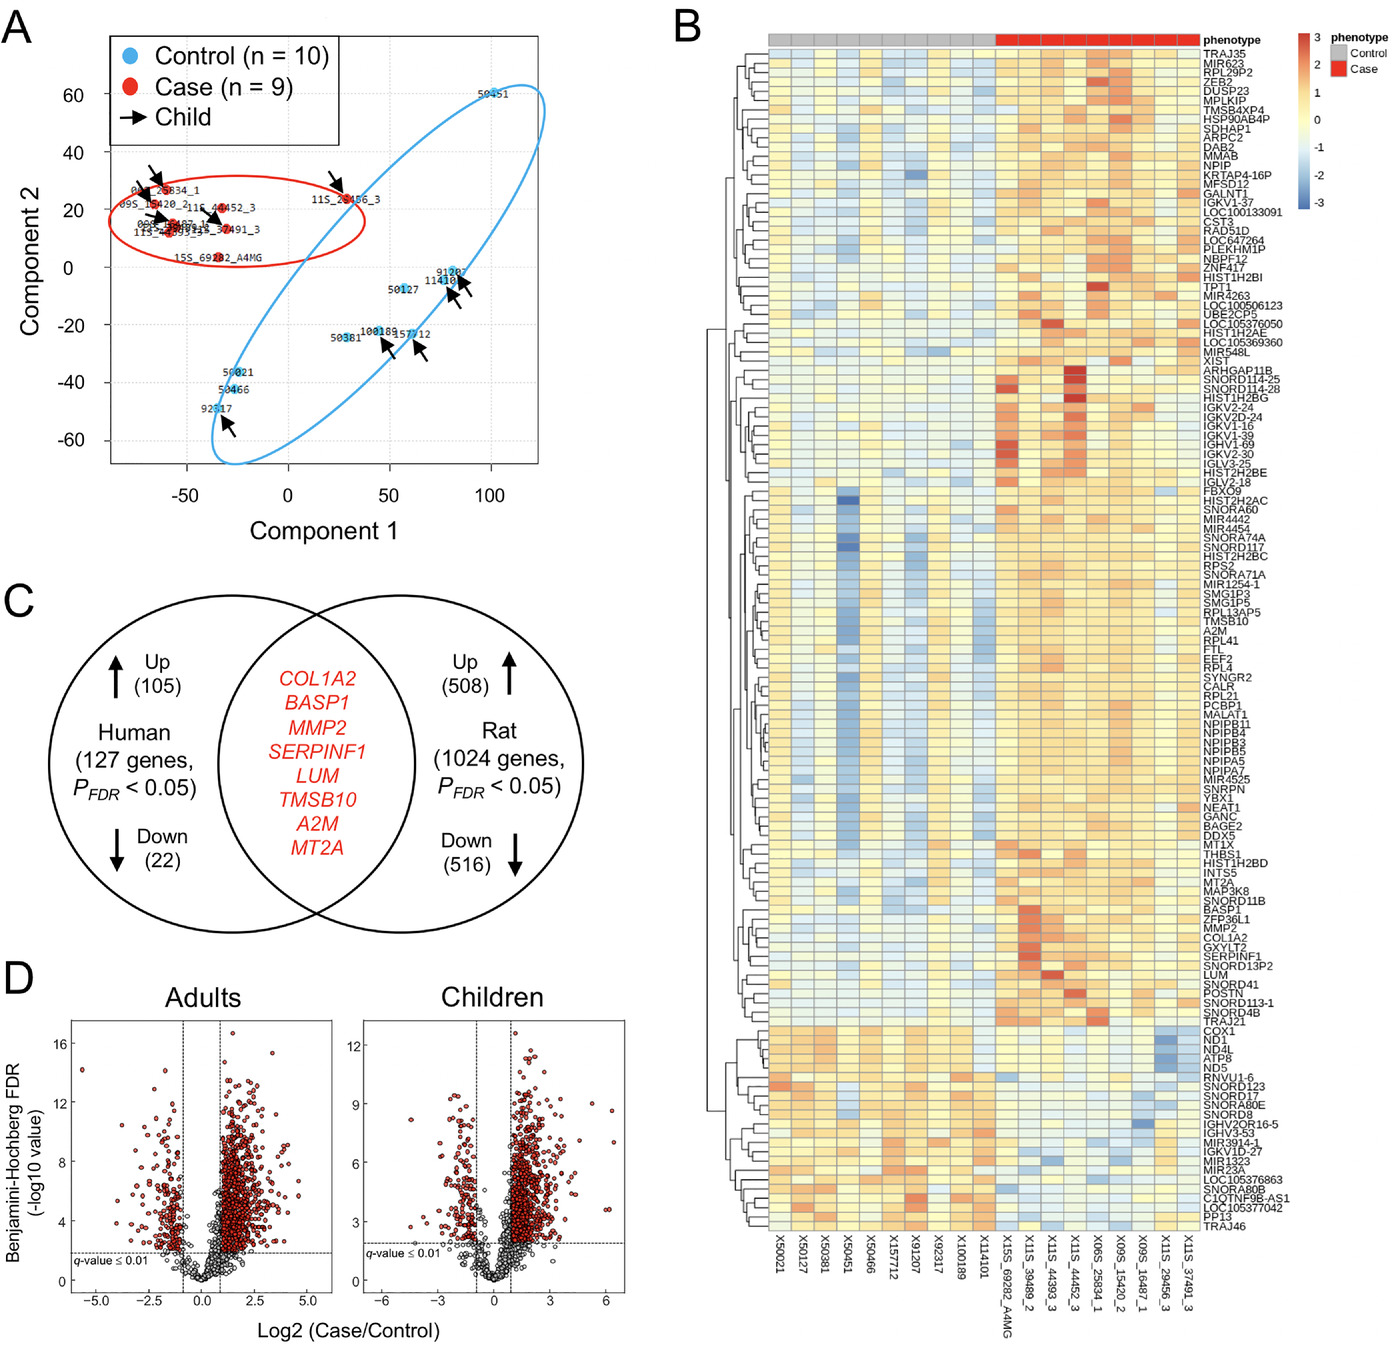 A
Control (n = 10)
Case (n = 9)
Child
60
40
20
0
-20
-40
-60
-50
0
50
100
Component 2
Component 1
50451
11S_29456_3
09S_15420_2
11S_44452_3
15S_69282_A4MG
50127
100189
157712
50381
50021
50466
92317
B
phenotype
TRAJ35
MIR623
RPL29P2
ZEB2
DUSP23
MPLKIP
TMSB4XP4
HSP90AB4P
SDHAP1
ARPC2
DAB2
MMAB
NPIP
KRTAP4-16P
MFSD12
GALNT1
IGKV1-37
LOC100133091
CST3
RAD51D
LOC647264
PLEKHM1P
NBPF12
ZNF417
HIST1H2BI
TPT1
MIR4263
LOC100506123
UBE2CP5
LOC105376050
HIST1H2AE
LOC105369360
MIR548L
XIST
ARHGAP11B
SNORD114-25
SNORD114-28
HIST1H2BG
IGKV2-24
IGKV2D-24
IGKV1-16
IGKV1-39
IGHV1-69
IGKV2-30
IGLV3-25
HIST2H2BE
IGLV2-18
FBXO9
HIST2H2AC
SNORA60
MIR4442
MIR4454
SNORA74A
SNORD117
HIST2H2BC
RPS2
SNORA71A
MIR1254-1
SMG1P3
SMG1P5
RPL13AP5
TMSB10
A2M
RPL41
FTL
EEF2
RPL4
SYNGR2
CALR
RPL21
PCBP1
MALAT1
NPIPB11
NPIPB4
NPIPB3
NPIPB5
NPIPA5
NPIPA7
MIR4525
SNRPN
YBX1
NEAT1
GANC
BAGE2
DDX5
MT1X
THBS1
HIST1H2BD
INTS5
MT2A
MAP3K8
SNORD11B
BASP1
ZFP36L1
MMP2
COL1A2
GXYLT2
SERPINF1
SNORD13P2
LUM
SNORD41
POSTN
SNORD113-1
SNORD4B
TRAJ21
COX1
ND1
ND4L
ATP8
ND5
RNVU1-6
SNORD123
SNORD17
SNORA80E
SNORD8
IGHV2OR16-5
IGHV3-53
MIR3914-1
IGKV1D-27
MIR1323
MIR23A
LOC105376863
SNORA80B
C1QTNF9B-AS1
LOC105377042
PP13
TRAJ46
X50021
X50127
X50381
X50451
X50466
X157712
X91207
X92317
X100189
X114101
X15S_69282_A4MG
X11S_39489_2
X11S_44393_3
X11S_44452_3
X06S_25834_1
X09S_15420_2
X09S_16487_1
X11S_29456_3
X11S_37491_3
3
2
1
0
-1
-2
-3
phenotype
Control
Case
C
Up
(105)
Human
(127 genes,
PFDR < 0.05)
Down
(22)
COL1A2
BASP1
MMP2
SERPINF1
LUM
TMSB10
A2M
MT2A
Up
(508)
Rat
(1024 genes,
PFDR < 0.05)
Down
(516)
D
Adults
Children
Benjamini-Hochberg FDR
(-log10 value)
16
12
8
4
0
q-value ≤ 0.01
−5.0
−2.5
0.0
2.5
5.0
12
9
6
3
0
q-value ≤ 0.01
−6
−3
0
3
6
Log2 (Case/Control)